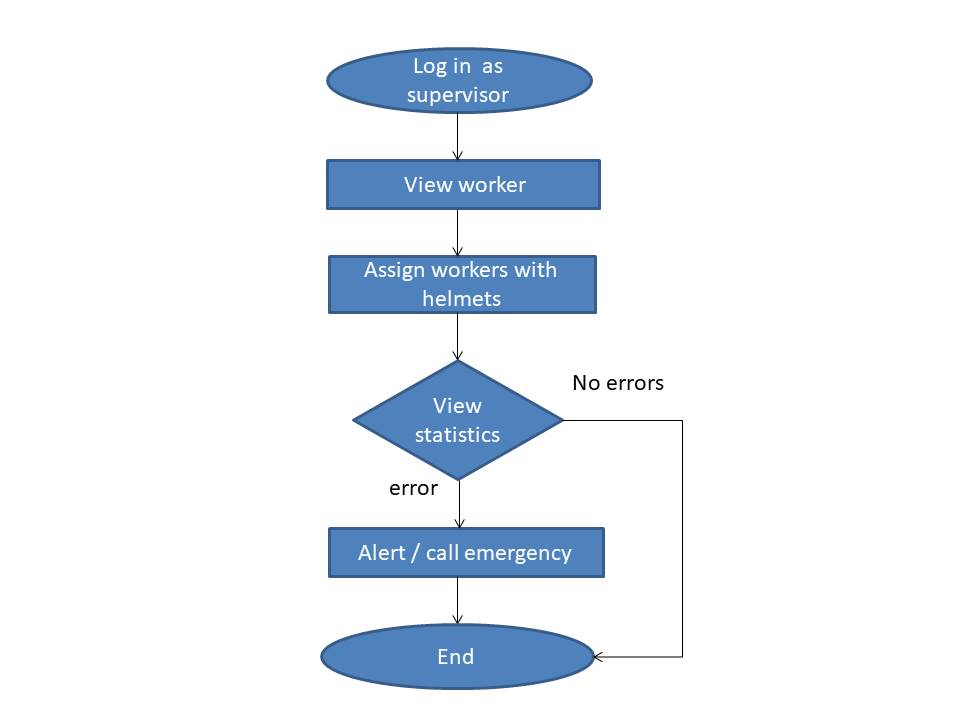 Log in  as
supervisor
View worker
Assign workers with
helmets
No errors
View
statistics
error
Alert / call emergency
End